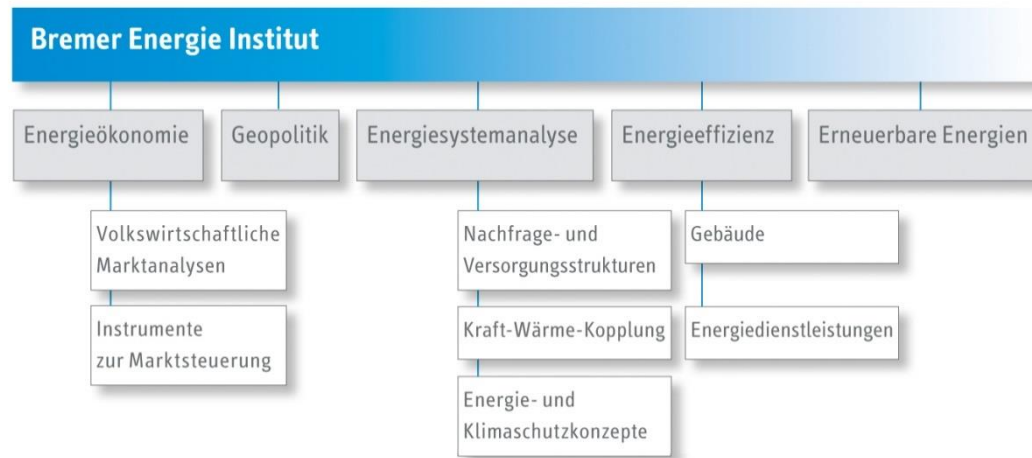 Bremer Energie Institut
Energieökonomie
Geopolitik
Energiesystemanalyse
Energieeffizienz
Erneuerbare Energien
Volkswirtschaftliche
Marktanalysen
Instrumente
zur Marktsteuerung
Nachfrage- und
Versorgungsstrukturen
Kraft-Wärme-Kopplung
Energie- und
Klimaschutzkonzepte
Gebäude
Energiedienstleistungen